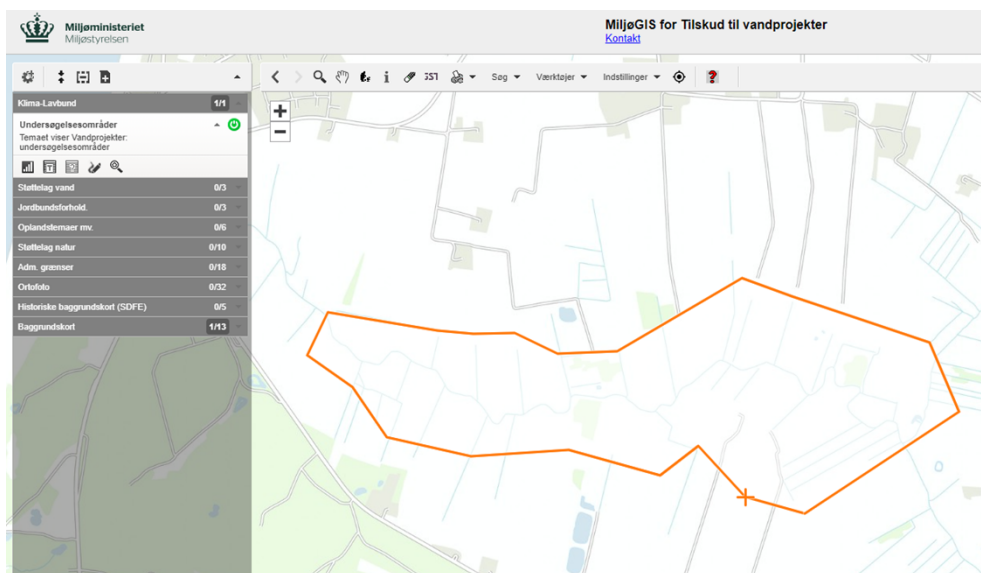 Miljøministeriet
Miljøstyrelsen
MiljøGIS for Tilskud til vandprojekter
Kontakt
Søg
Værktøjer
Indstillinger
Klima-Lavbund 1/1
Undersøgelsesområder
Temaet viser Vandprojekter:
undersøgelsesområder
Støttelag vand 0/3
Jordbundsforhold. 0/3
Oplandstemaer mv. 0/6
Støttelag natur 0/10
Adm. grænser 0/18
Ortofoto 0/32
Historiske baggrundskort (SDFE) 0/5
Baggrundskort 1/13